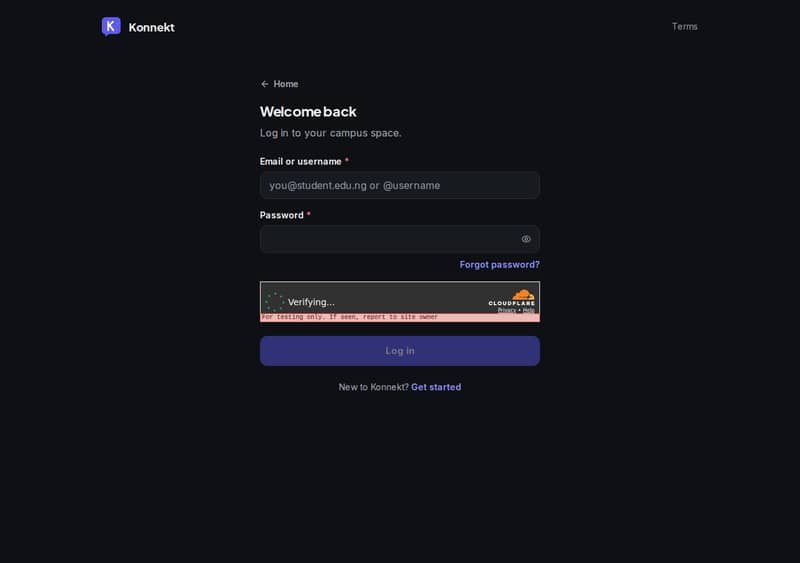 K Konnekt
Terms
← Home
Welcome back
Log in to your campus space.
Email or username *
you@student.edu.ng or @username
Password *
Forgot password?
Verifying...
CLOUDFLARE
Privacy • Help
For testing only. If seen, report to site owner
Log in
New to Konnekt? Get started